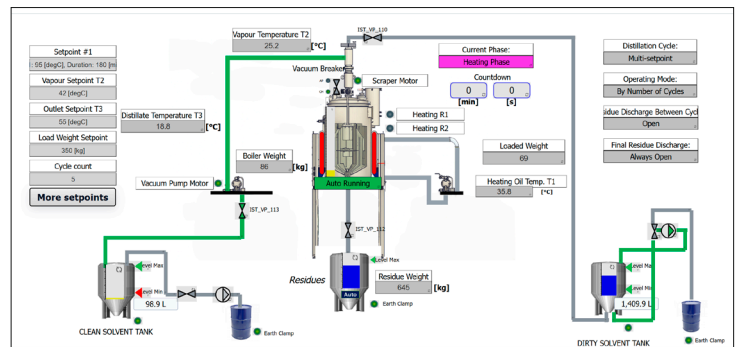 IST_VP_110
Vapour Temperature T2
25.2 [°C]
Setpoint #1
: 55 [degC], Duration: 180 [m
Vapour Setpoint T2
42 [degC]
Outlet Setpoint T3
55 [degC]
Load Weight Setpoint
350 [kg]
Cycle count
5
More setpoints
Distillate Temperature T3
18.8 [°C]
Vacuum Breaker
Scraper Motor
Current Phase:
Heating Phase
Countdown
0 0
[min] [s]
Distillation Cycle:
Multi-setpoint
Operating Mode:
By Number of Cycles
idue Discharge Between Cycl
Open
Final Residue Discharge:
Always Open
Heating R1
Heating R2
Boiler Weight
86 [kg]
Loaded Weight
69
Vacuum Pump Motor
Auto Running
Heating Oil Temp. T1
35.8 [°C]
IST_VP_113
IST_VP_112
Level Max
Level Min
98.9 L
CLEAN SOLVENT TANK
Earth Clamp
Residues
Level Max
Residue Weight
645 [kg]
Auto
Earth Clamp
Level Max
Level Min
1,409.9 L
DIRTY SOLVENT TANK
Earth Clamp